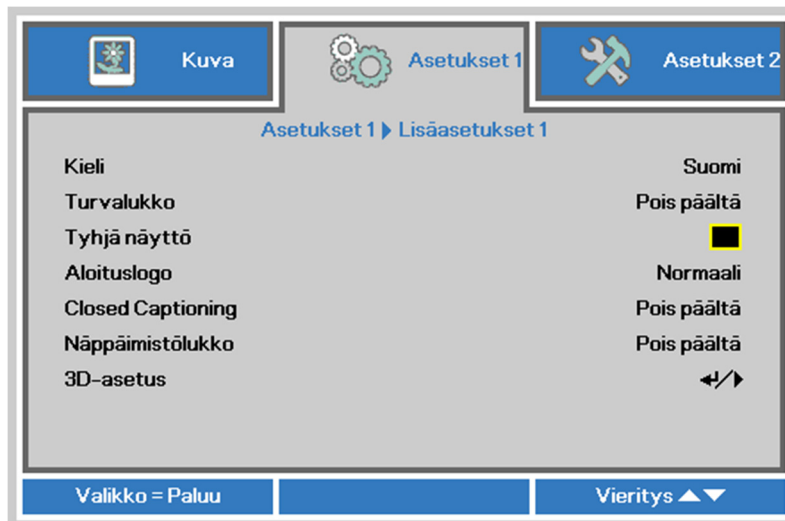 Kuva
Asetukset 1
Asetukset 2
Asetukset 1 Lisäasetukset 1
Kieli Suomi
Turvalukko Pois päältä
Tyhjä näyttö
Aloituslogo Normaali
Closed Captioning Pois päältä
Näppäimistölukko Pois päältä
3D-asetus
Valikko = Paluu
Vieritys